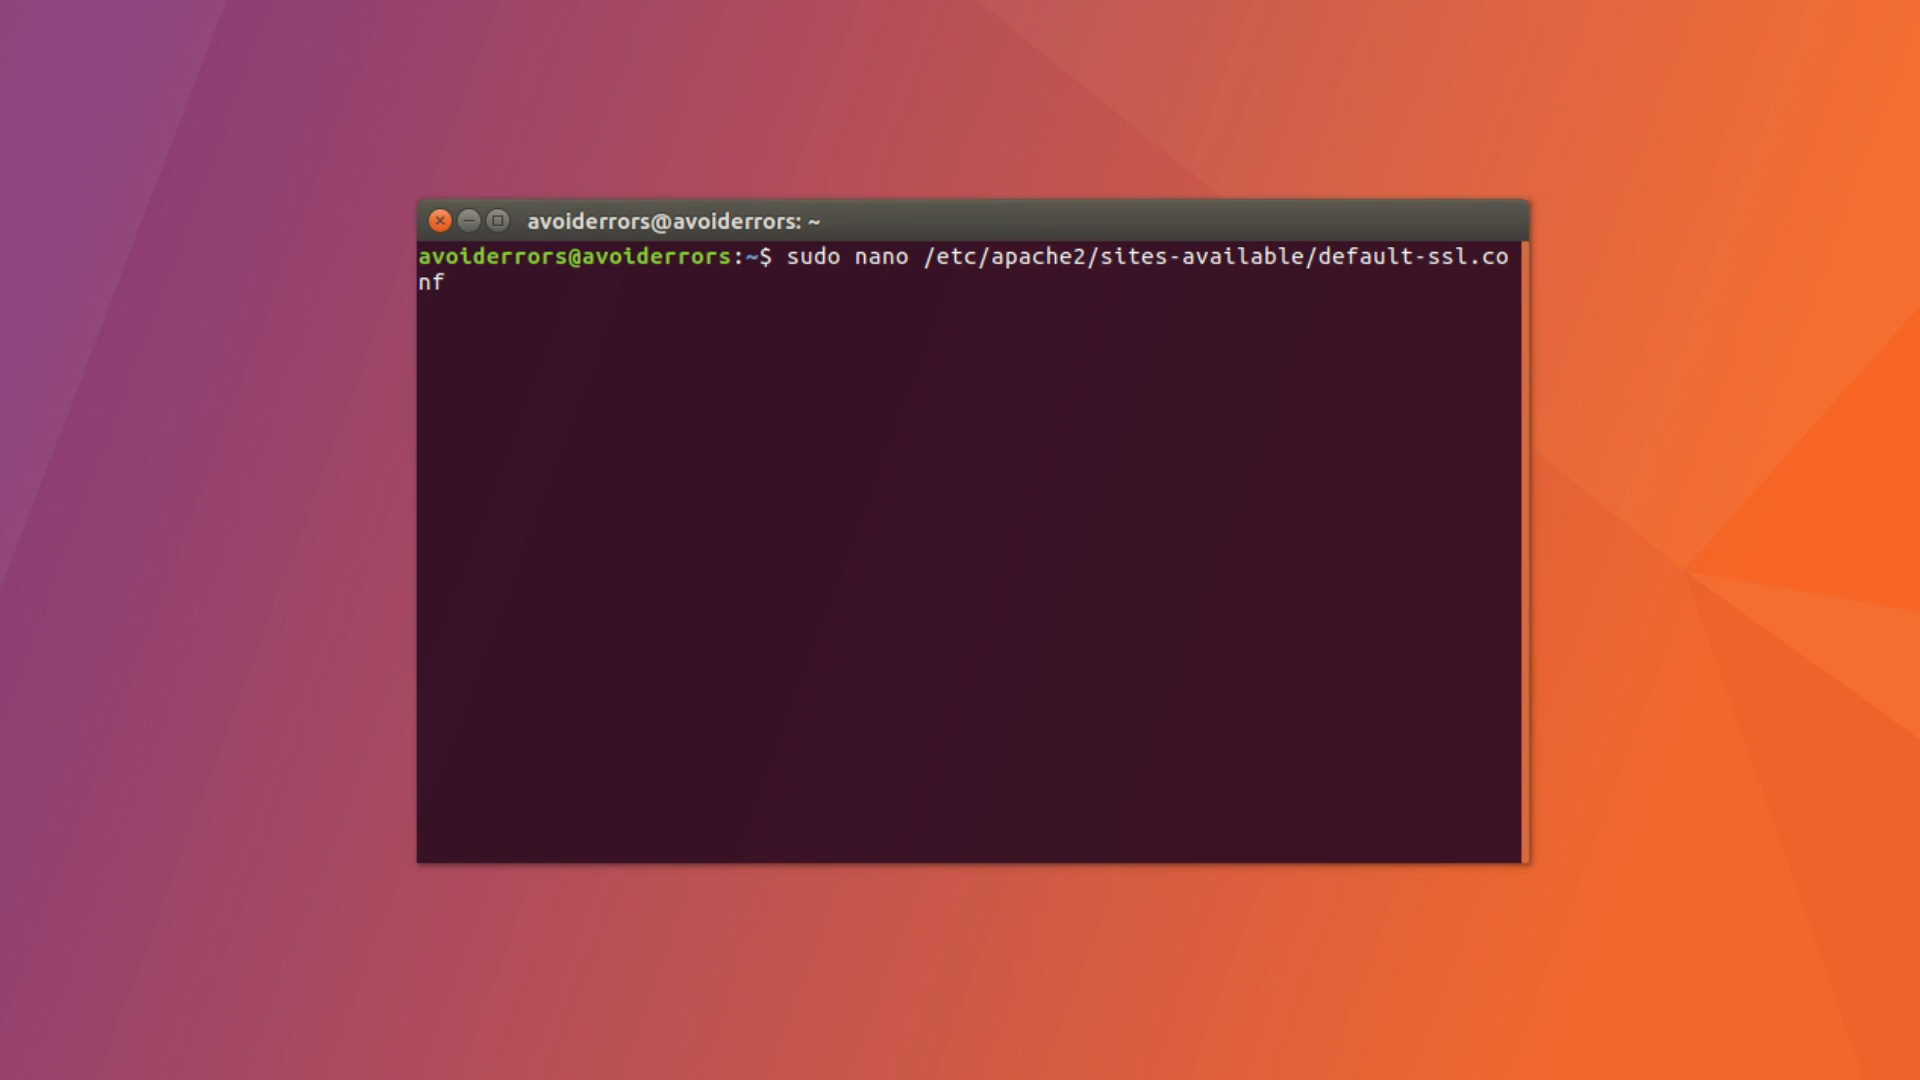 avoiderrors@avoiderrors: ~
avoiderrors@avoiderrors:~$ sudo nano /etc/apache2/sites-available/default-ssl.co
nf